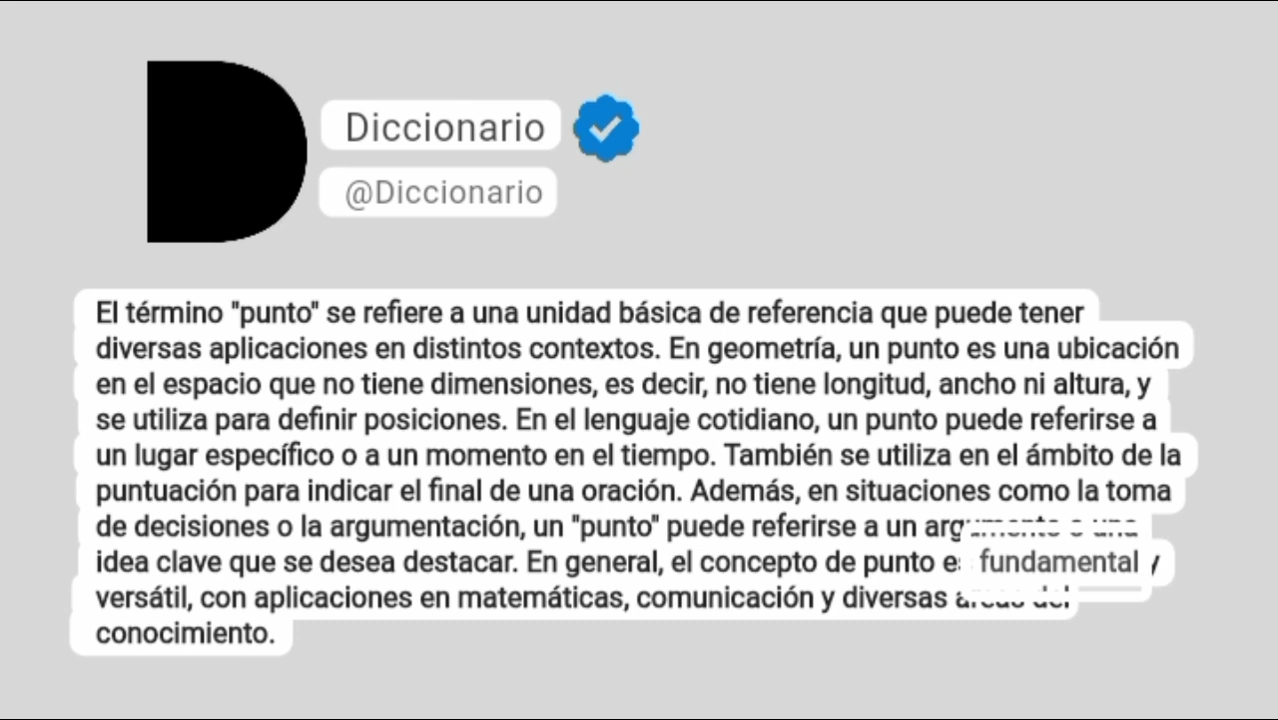 Diccionario
@Diccionario
El término "punto" se refiere a una unidad básica de referencia que puede tener
diversas aplicaciones en distintos contextos. En geometría, un punto es una ubicación
en el espacio que no tiene dimensiones, es decir, no tiene longitud, ancho ni altura, y
se utiliza para definir posiciones. En el lenguaje cotidiano, un punto puede referirse a
un lugar específico o a un momento en el tiempo. También se utiliza en el ámbito de la
puntuación para indicar el final de una oración. Además, en situaciones como la toma
de decisiones o la argumentación, un "punto" puede referirse a un argumento o una
idea clave que se desea destacar. En general, el concepto de punto es fundamental y
versátil, con aplicaciones en matemáticas, comunicación y diversas áreas del
conocimiento.